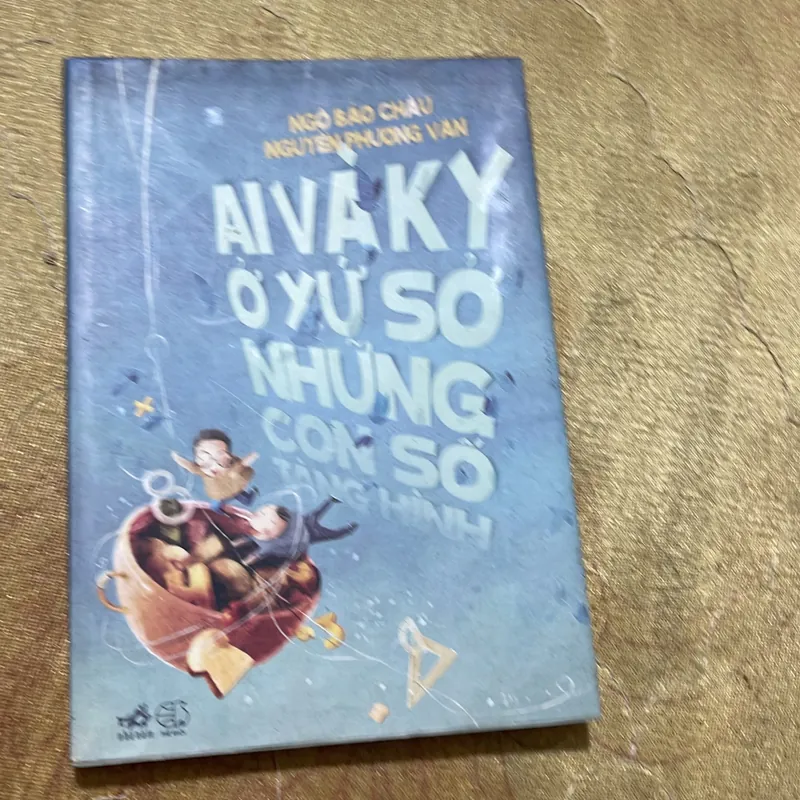 NGÔ BẢO CHÂU
NGUYỄN PHƯƠNG VĂN
AI VÀ KY
Ở XỨ SỞ
NHỮNG
CON SỐ
TÀNG HÌNH